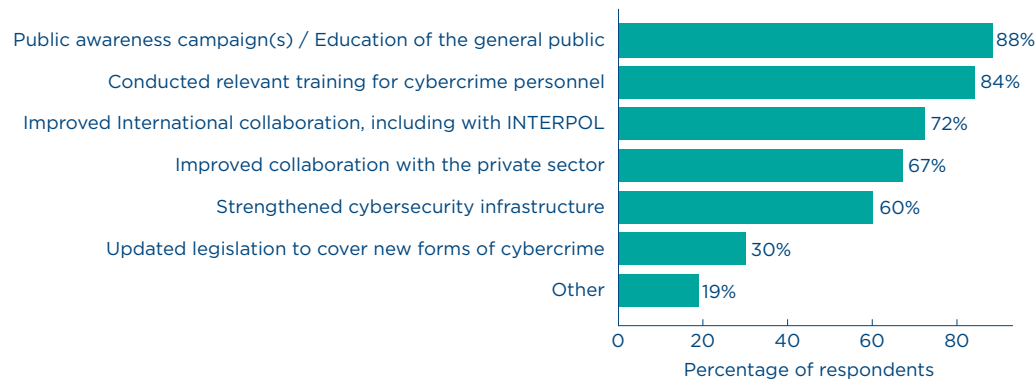 Public awareness campaign(s) / Education of the general public 88%
Conducted relevant training for cybercrime personnel 84%
Improved International collaboration, including with INTERPOL 72%
Improved collaboration with the private sector 67%
Strengthened cybersecurity infrastructure 60%
Updated legislation to cover new forms of cybercrime 30%
Other 19%
0 20 40 60 80
Percentage of respondents